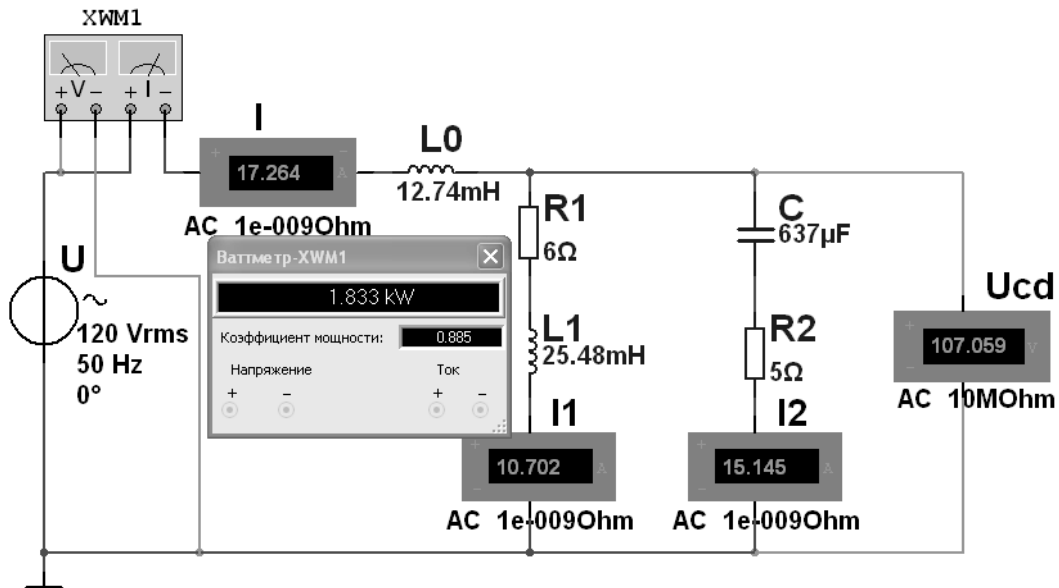 XWM1
+ V − + I −
I
+ −
17.264 A
AC 1e-009Ohm
L0
12.74mH
R1
6Ω
C
637µF
U
120 Vrms
50 Hz
0°
Ваттметр-XWM1
1.833 kW
Коэффициент мощности: 0.885
Напряжение Ток
+ − + −
L1
25.48mH
R2
5Ω
Ucd
+
107.059 V
−
AC 10MOhm
I1
+
10.702 A
−
AC 1e-009Ohm
I2
+
15.145 A
−
AC 1e-009Ohm